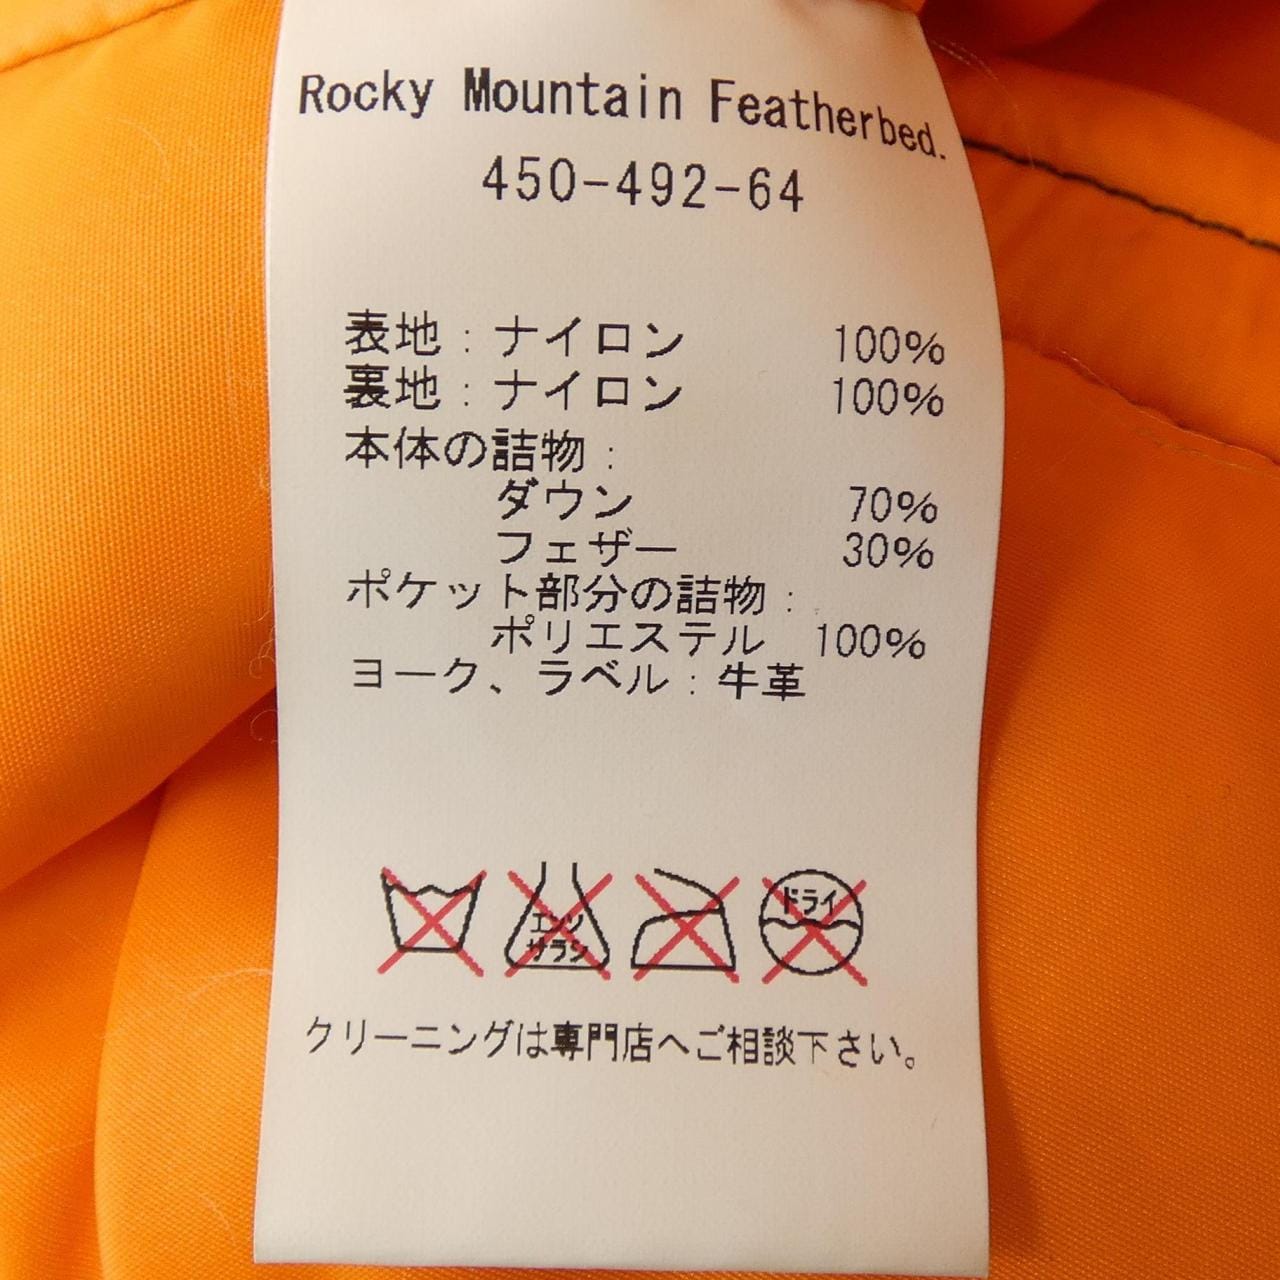 Rocky Mountain Featherbed.
450-492-64
表地：ナイロン 100%
裏地：ナイロン 100%
本体の詰物：
ダウン 70%
フェザー 30%
ポケット部分の詰物：
ポリエステル 100%
ヨーク、ラベル：牛革
エンソ
サラシ
ドライ
クリーニングは専門店へご相談下さい。